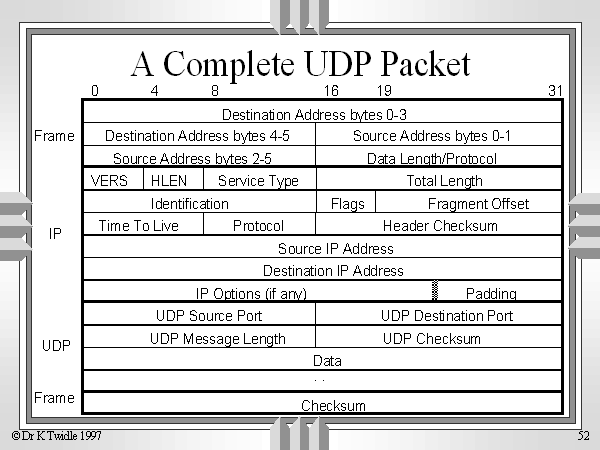 A Complete UDP Packet
0 4 8 16 19 31
Destination Address bytes 0-3
Frame Destination Address bytes 4-5 Source Address bytes 0-1
Source Address bytes 2-5 Data Length/Protocol
VERS HLEN Service Type Total Length
Identification Flags Fragment Offset
Time To Live Protocol Header Checksum
IP
Source IP Address
Destination IP Address
IP Options (if any) Padding
UDP Source Port UDP Destination Port
UDP UDP Message Length UDP Checksum
Data
. .
Frame Checksum
© Dr K Twidle 1997 52